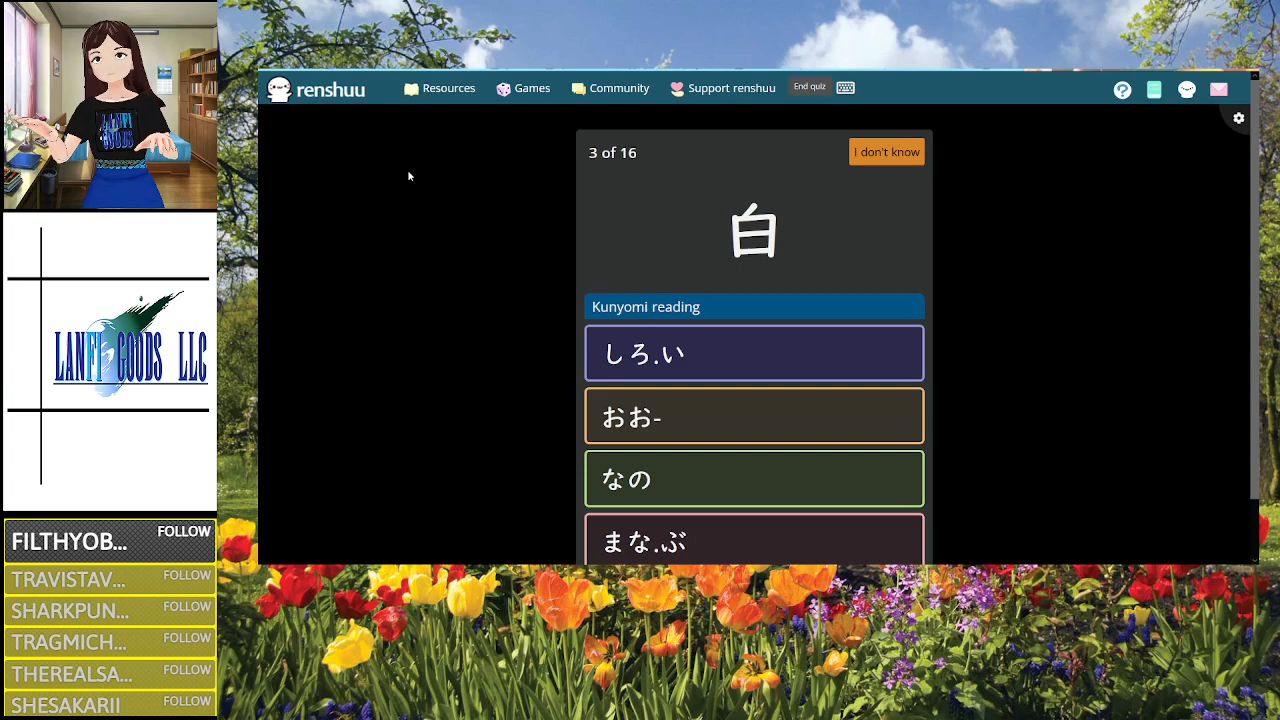 LANFI
GOODS
renshuu
Resources
Games
Community
Support renshuu
End quiz
3 of 16
I don't know
白
Kunyomi reading
しろ.い
おお-
なの
まな.ぶ
LANFI GOODS LLC
FILTHYOB... FOLLOW
TRAVISTAV... FOLLOW
SHARKPUN... FOLLOW
TRAGMICH... FOLLOW
THEREALSA... FOLLOW
SHESAKARII FOLLOW